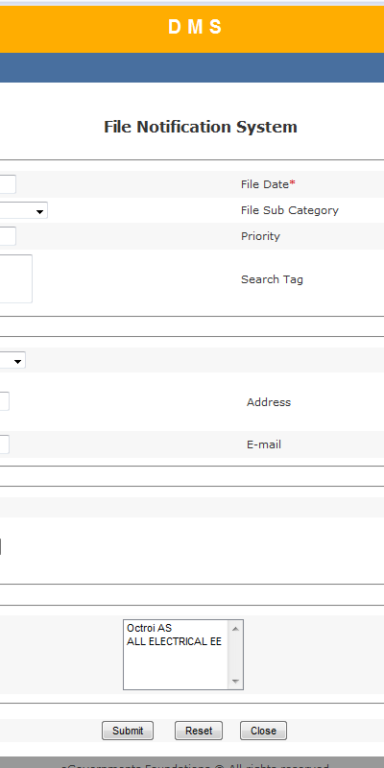 DMS
File Notification System
File Date*
File Sub Category
Priority
Search Tag
Address
E-mail
Octroi AS
ALL ELECTRICAL EE
Submit Reset Close
eGovernments Foundations © All rights reserved